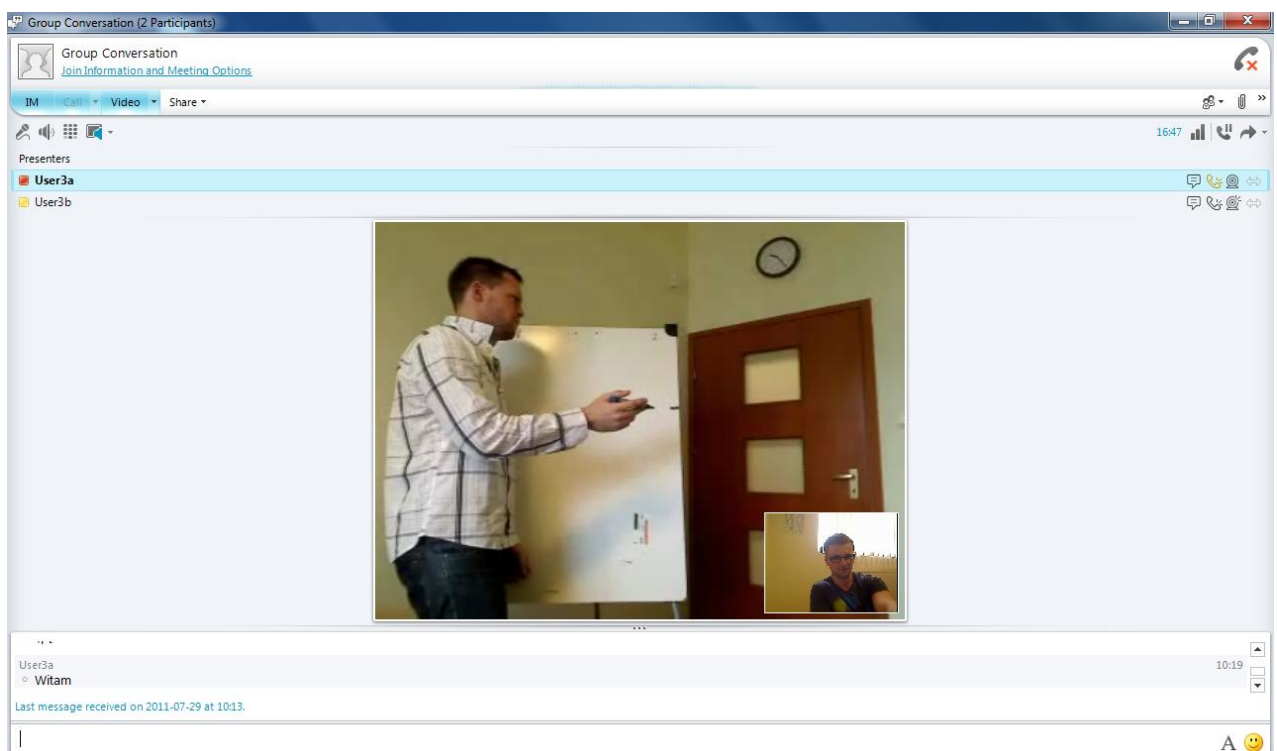 Group Conversation (2 Participants)
Group Conversation
Join Information and Meeting Options
IM Call Video Share
16:47
Presenters
User3a
User3b
User3a 10:19
Witam
Last message received on 2011-07-29 at 10:13.
A